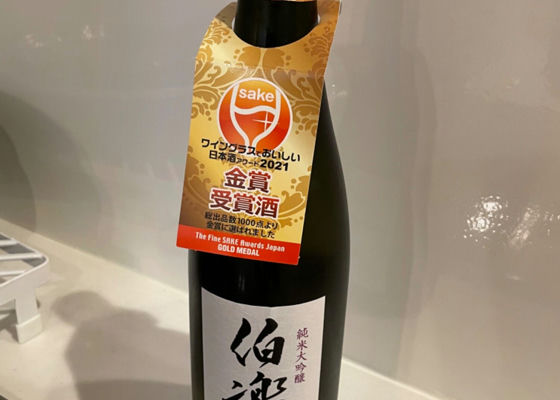 sake
ワイングラスでおいしい
日本酒アワード2021
金賞
受賞酒
総出品数1000点より
金賞に選ばれました
The Fine SAKE Awards Japan
GOLD MEDAL
純米大吟醸
伯楽